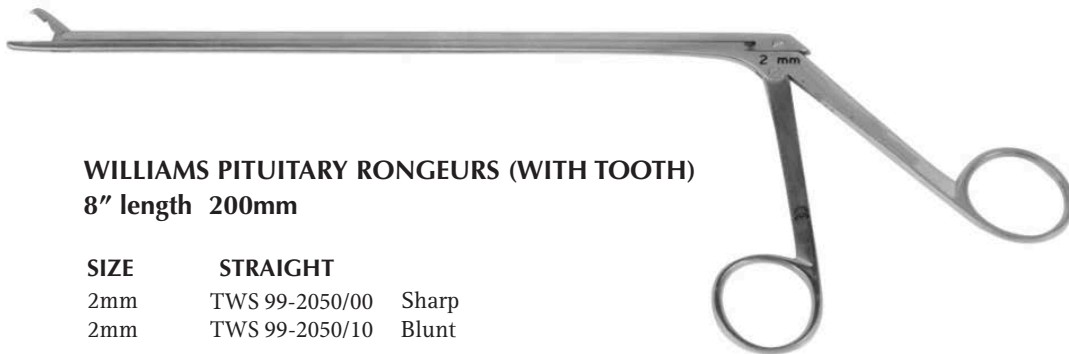 2 mm
WILLIAMS PITUITARY RONGEURS (WITH TOOTH)
8" length 200mm
SIZE STRAIGHT
2mm TWS 99-2050/00 Sharp
2mm TWS 99-2050/10 Blunt